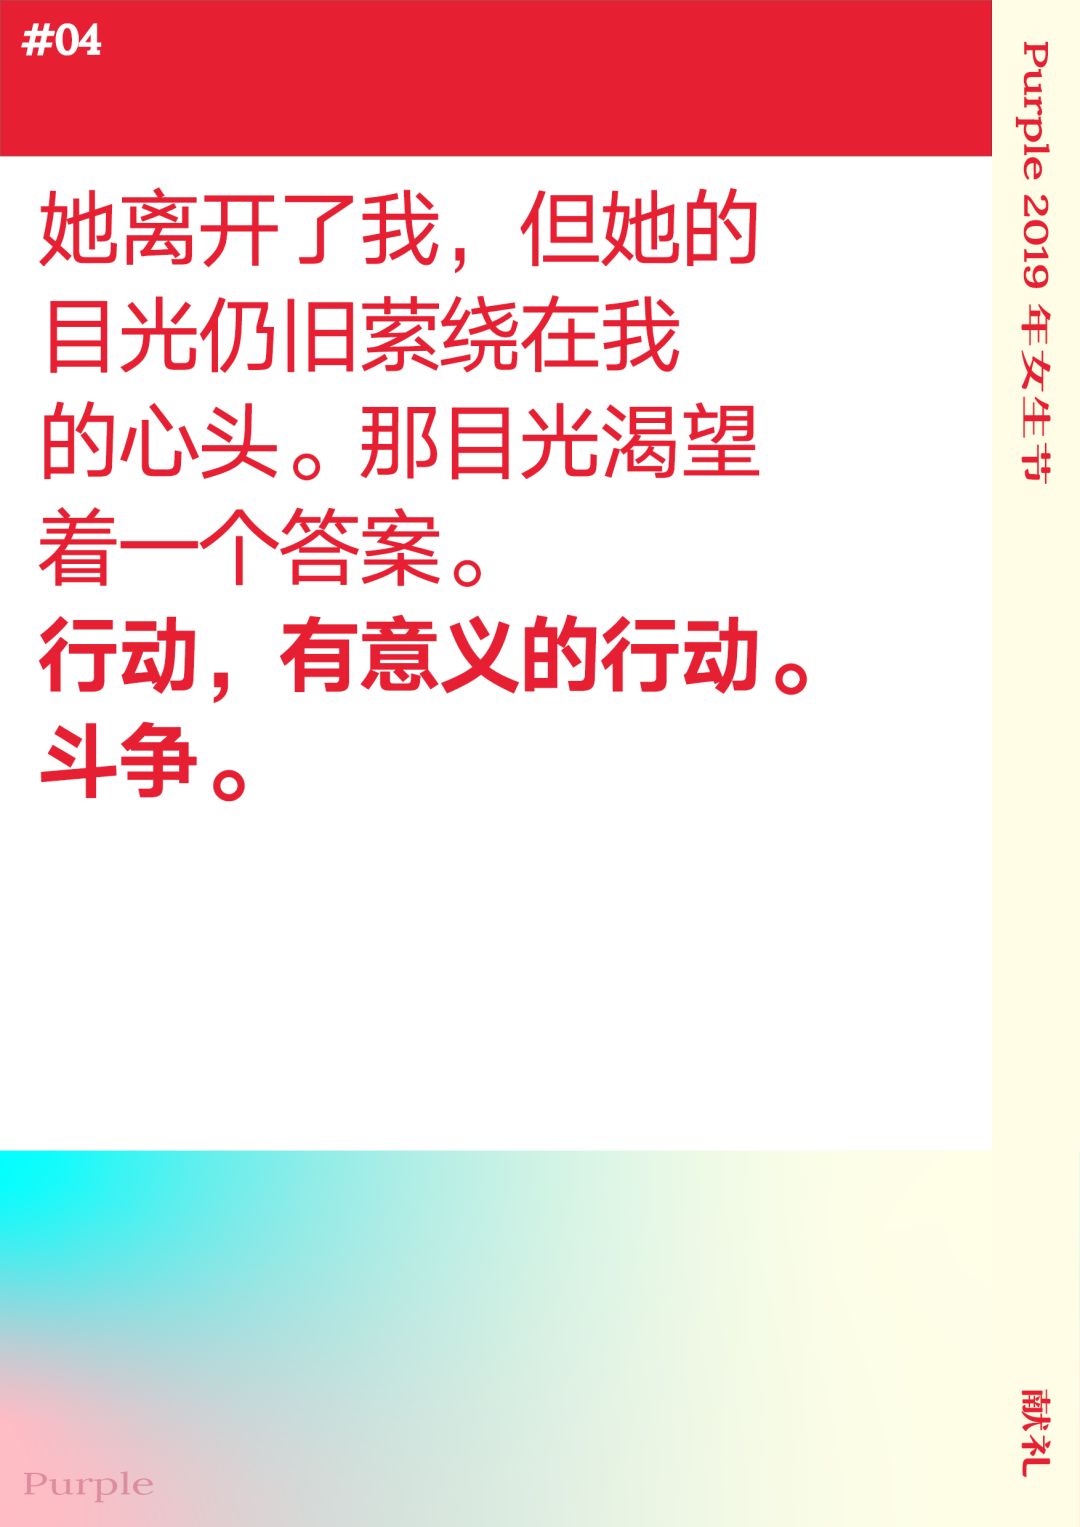 #04
她离开了我，但她的
目光仍旧萦绕在我
的心头。那目光渴望
着一个答案。
行动，有意义的行动。
斗争。
Purple 2019 年女生节
献礼
Purple